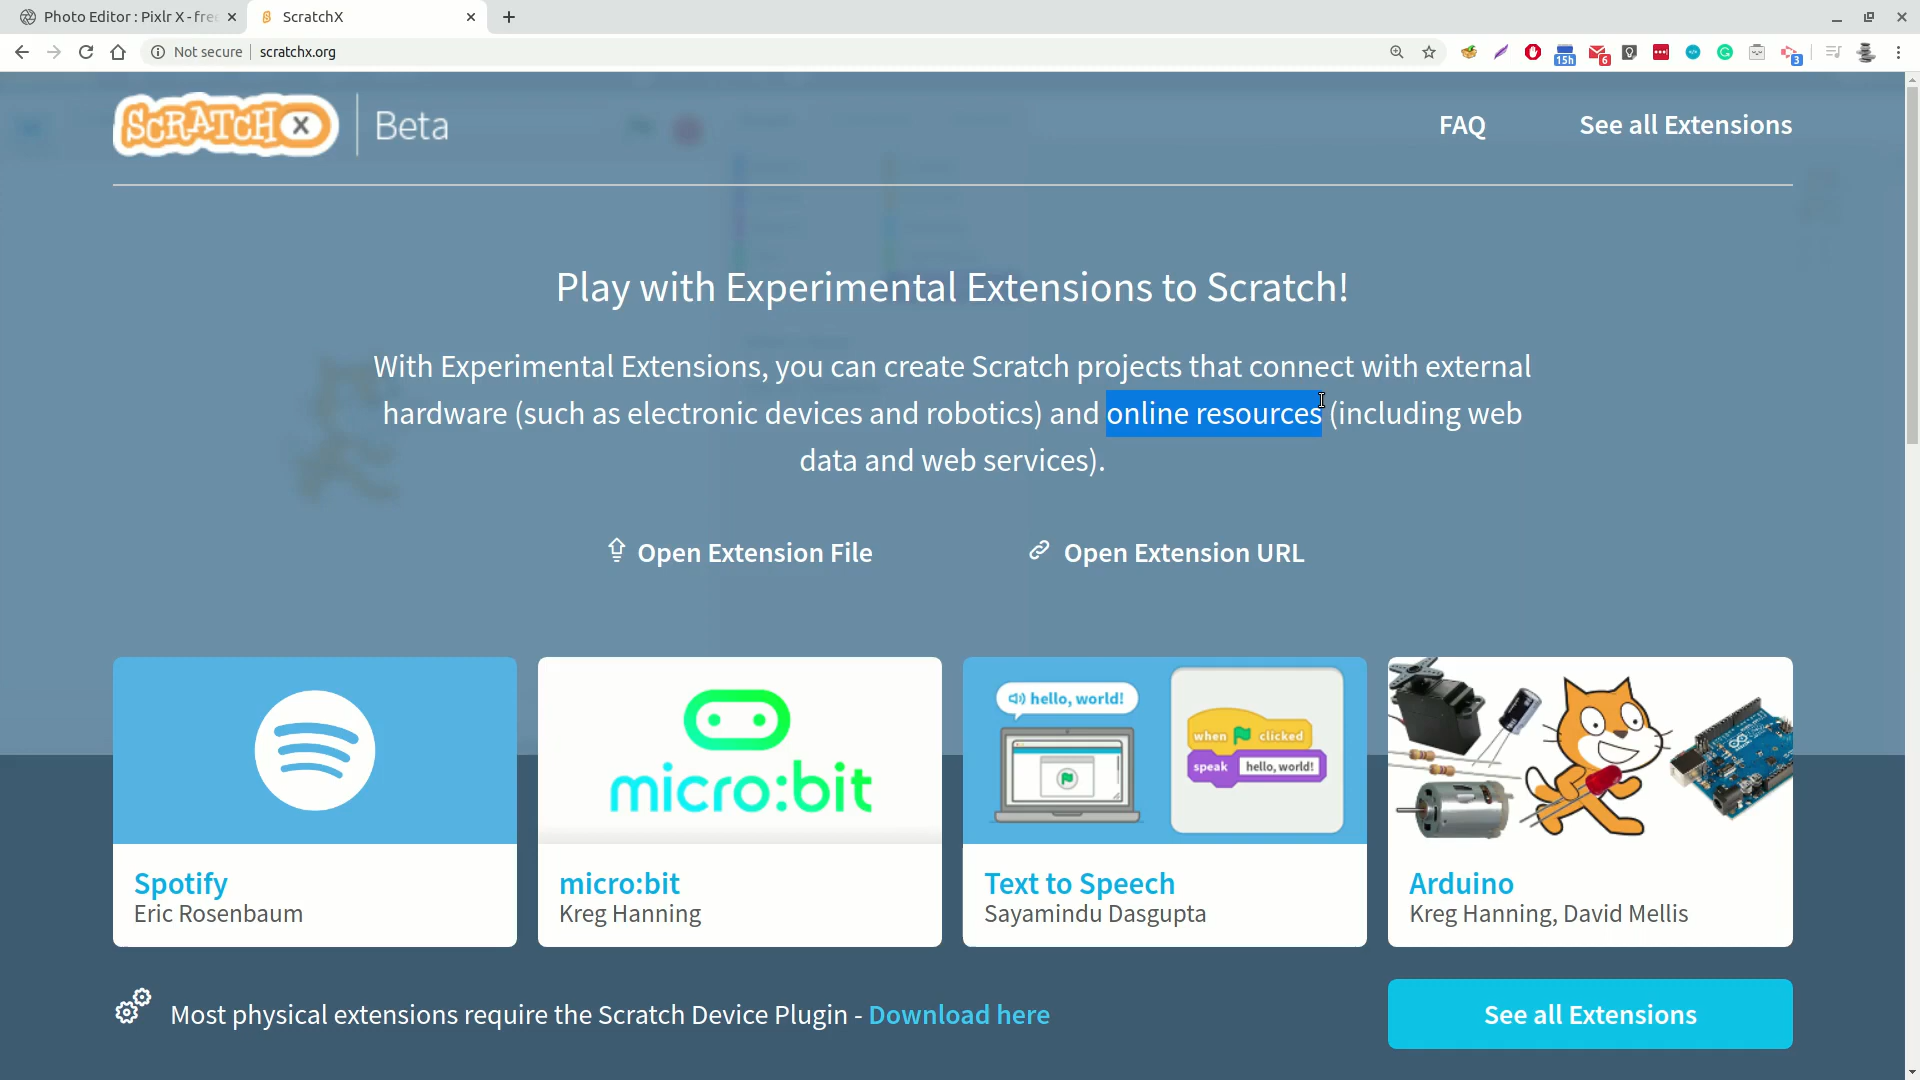 Photo Editor : Pixlr X - free
ScratchX
Not secure
scratchx.org
15h
6
3
SCRATCH X
Beta
FAQ
See all Extensions
Play with Experimental Extensions to Scratch!
With Experimental Extensions, you can create Scratch projects that connect with external
hardware (such as electronic devices and robotics) and online resources (including web
data and web services).
Open Extension File
Open Extension URL
micro:bit
hello, world!
when clicked
speak hello, world!
Spotify
Eric Rosenbaum
micro:bit
Kreg Hanning
Text to Speech
Sayamindu Dasgupta
Arduino
Kreg Hanning, David Mellis
Most physical extensions require the Scratch Device Plugin - Download here
See all Extensions